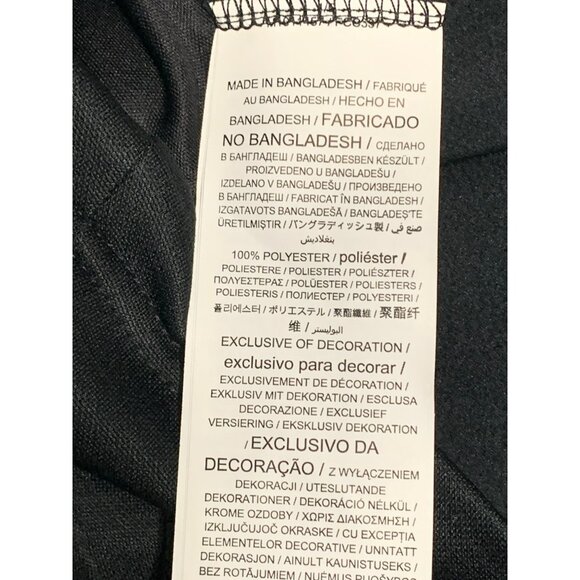 MADE IN BANGLADESH / FABRIQUÉ
AU BANGLADESH / HECHO EN
BANGLADESH / FABRICADO
NO BANGLADESH / СДЕЛАНО
В БАНГЛАДЕШ / BANGLADESBEN KÉSZÜLT /
PROIZVEDENO U BANGLADEŠU /
IZDELANO V BANGLADEŠU / ПРОИЗВЕДЕНО
В БАНГЛАДЕШ / FABRICAT ÎN BANGLADESH /
IZGATAVOTS BANGLADEŠĀ / BANGLADEŞ'TE
ÜRETILMIŞTIR / バングラディッシュ製 / صنع في
بنغلاديش
100% POLYESTER / poliéster /
POLIESTERE / POLIESTER / POLIÉSZTER /
ΠΟΛΥΕΣΤΕΡΑΣ / POLÜESTER / POLIESTERS /
POLIESTERIS / ПОЛИЕСТЕР / POLYESTERI /
폴리에스터 / ポリエステル / 聚酯纖維 / 聚酯纤
维 / البوليستر
EXCLUSIVE OF DECORATION /
exclusivo para decorar /
EXCLUSIVEMENT DE DÉCORATION /
EXKLUSIV MIT DEKORATION / ESCLUSA
DECORAZIONE / EXCLUSIEF
VERSIERING / EKSKLUSIV DEKORATION
/ EXCLUSIVO DA
DECORAÇÃO / Z WYŁĄCZENIEM
DEKORACJI / UTESLUTANDE
DEKORATIONER / DEKORÁCIÓ NÉLKÜL /
KROME OZDOBY / ΧΩΡΙΣ ΔΙΑΚΟΣΜΗΣΗ /
IZKLJUČUJOČ OKRASKE / CU EXCEPȚIA
ELEMENTELOR DECORATIVE / UNNTATT
DEKORASJON / AINULT KAUNISTUSEKS /
BEZ ROTĀJUMIEM /